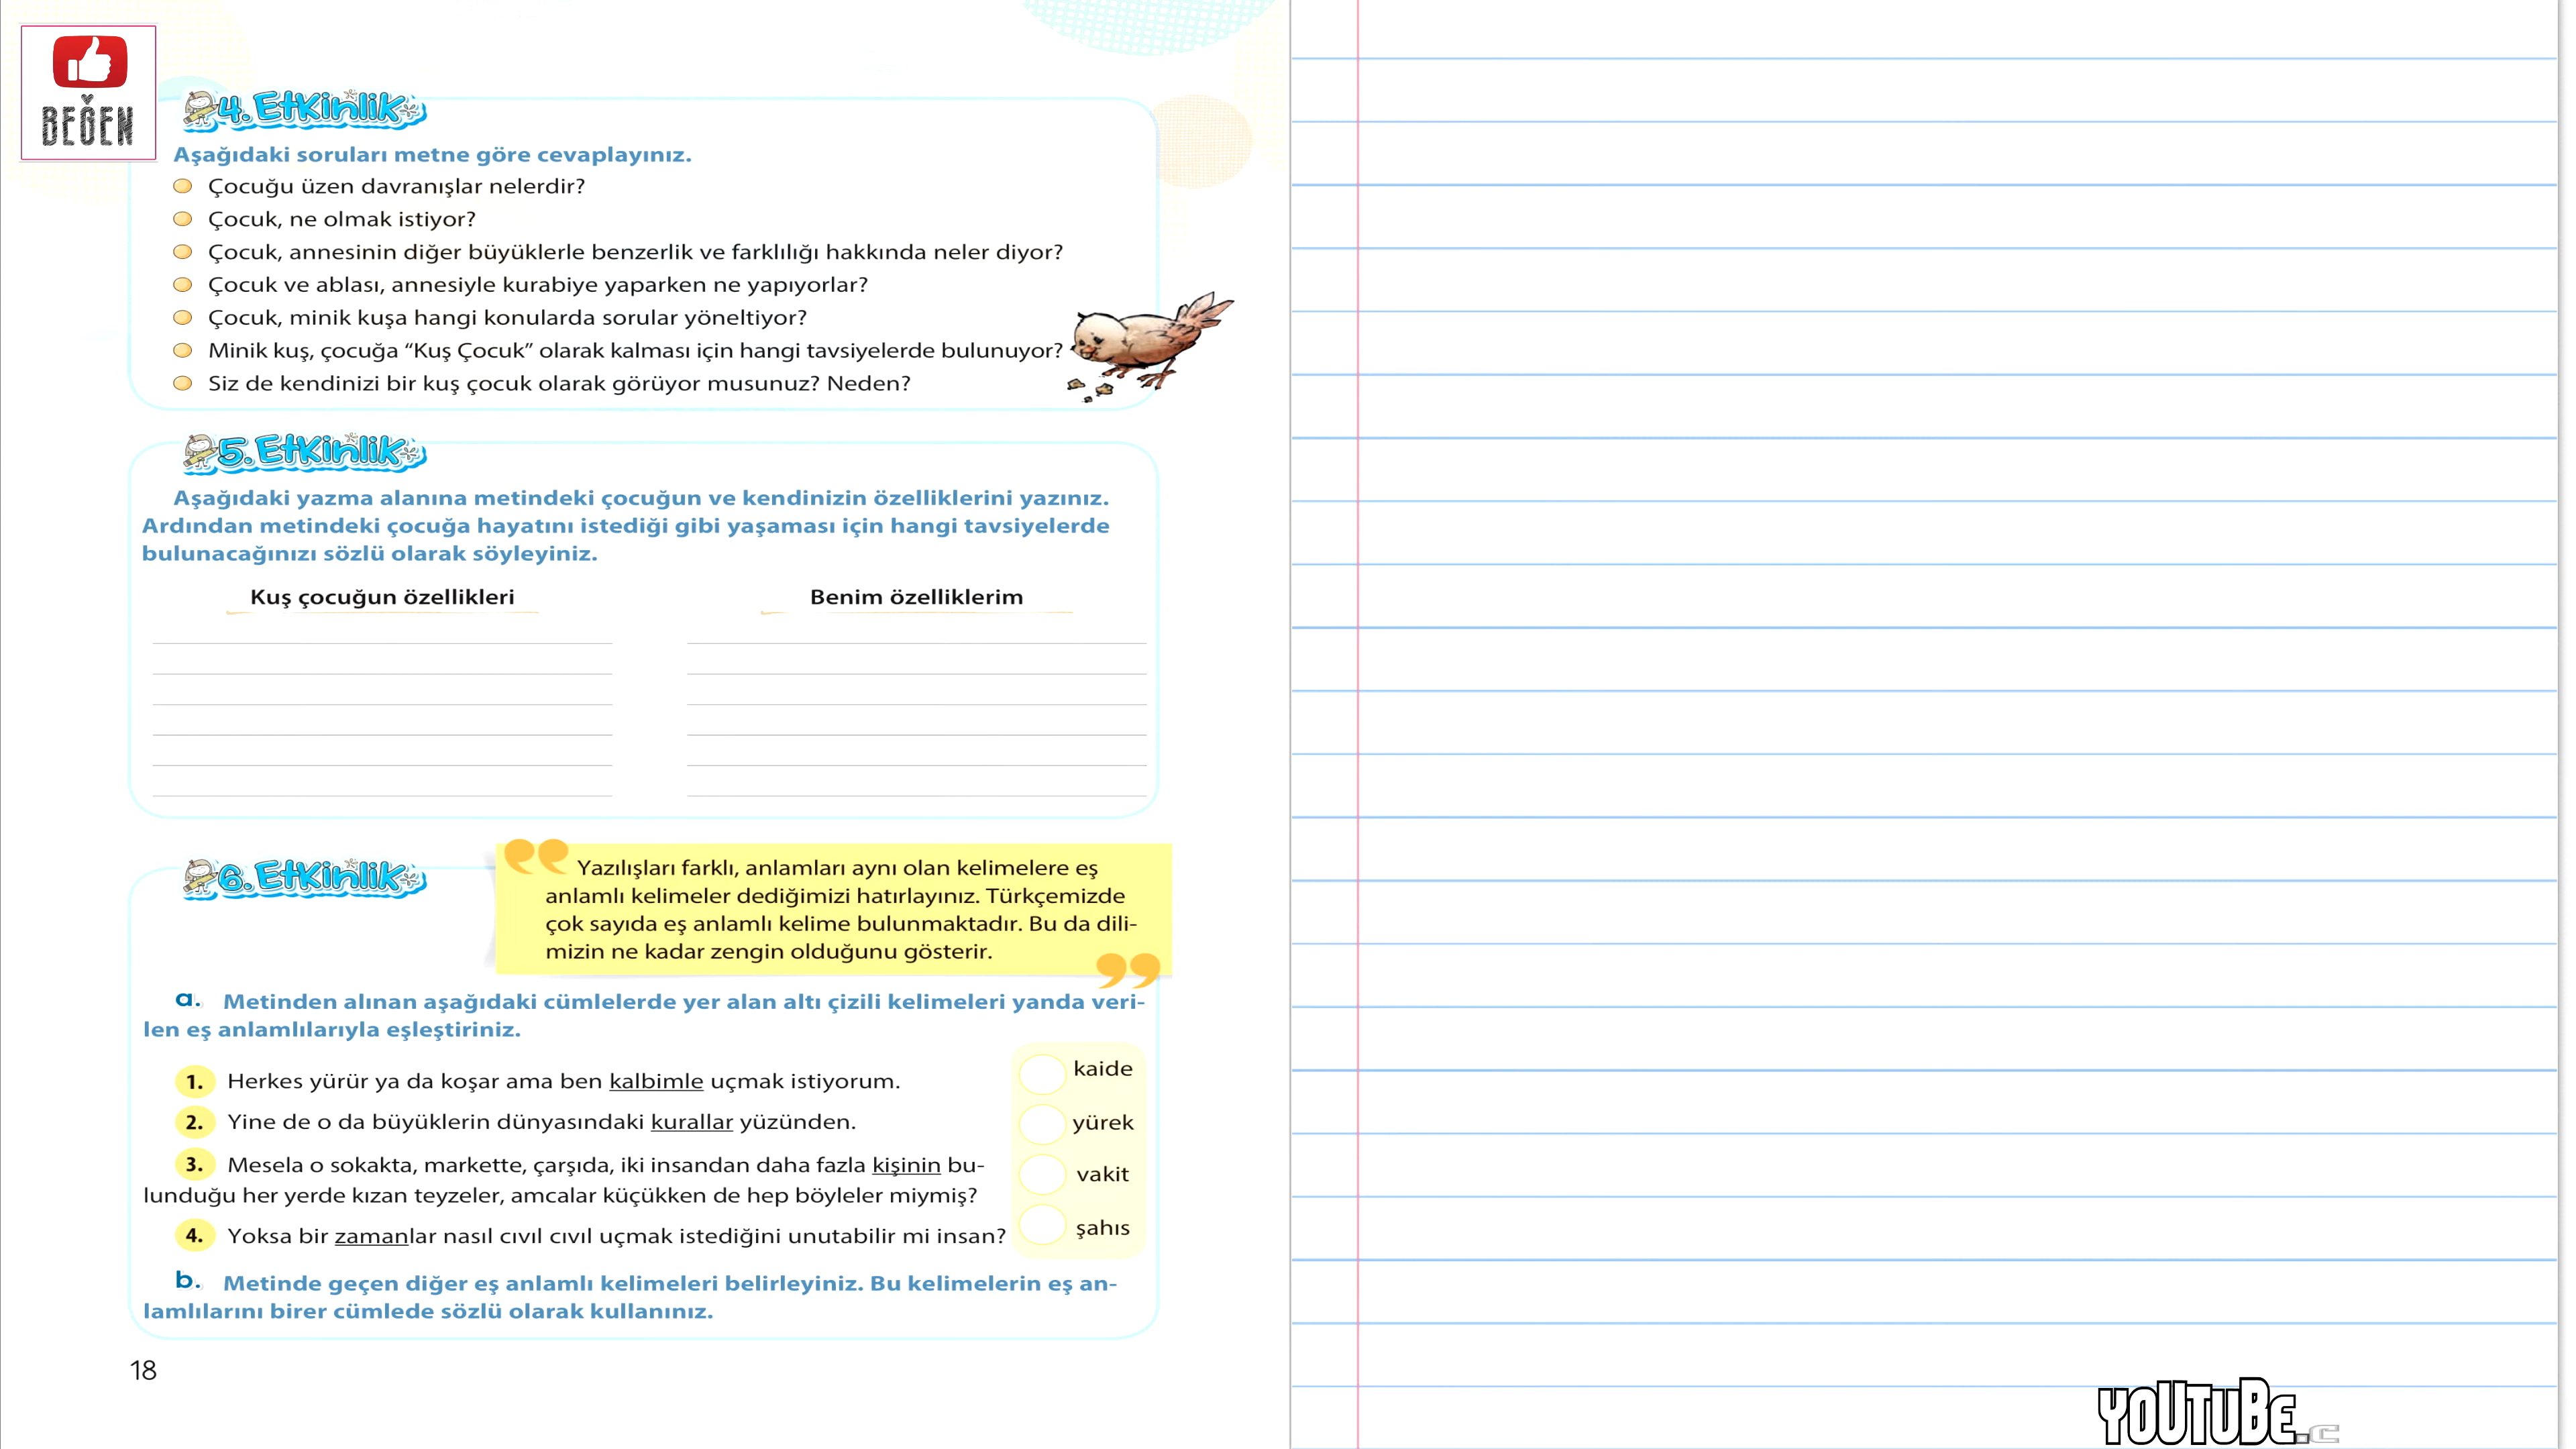 BEĞEN
4. Etkinlik
Aşağıdaki soruları metne göre cevaplayınız.
Çocuğu üzen davranışlar nelerdir?
Çocuk, ne olmak istiyor?
Çocuk, annesinin diğer büyüklerle benzerlik ve farklılığı hakkında neler diyor?
Çocuk ve ablası, annesiyle kurabiye yaparken ne yapıyorlar?
Çocuk, minik kuşa hangi konularda sorular yöneltiyor?
Minik kuş, çocuğa “Kuş Çocuk” olarak kalması için hangi tavsiyelerde bulunuyor?
Siz de kendinizi bir kuş çocuk olarak görüyor musunuz? Neden?
5. Etkinlik
Aşağıdaki yazma alanına metindeki çocuğun ve kendinizin özelliklerini yazınız.
Ardından metindeki çocuğa hayatını istediği gibi yaşaması için hangi tavsiyelerde
bulunacağınızı sözlü olarak söyleyiniz.
Kuş çocuğun özellikleri
Benim özelliklerim
6. Etkinlik
Yazılışları farklı, anlamları aynı olan kelimelere eş
anlamlı kelimeler dediğimizi hatırlayınız. Türkçemizde
çok sayıda eş anlamlı kelime bulunmaktadır. Bu da dili-
mizin ne kadar zengin olduğunu gösterir.
a. Metinden alınan aşağıdaki cümlelerde yer alan altı çizili kelimeleri yanda veri-
len eş anlamlılarıyla eşleştiriniz.
1. Herkes yürür ya da koşar ama ben kalbimle uçmak istiyorum.
2. Yine de o da büyüklerin dünyasındaki kurallar yüzünden.
3. Mesela o sokakta, markette, çarşıda, iki insandan daha fazla kişinin bu-
lunduğu her yerde kızan teyzeler, amcalar küçükken de hep böyleler miymiş?
4. Yoksa bir zamanlar nasıl cıvıl cıvıl uçmak istediğini unutabilir mi insan?
kaide
yürek
vakit
şahıs
b. Metinde geçen diğer eş anlamlı kelimeleri belirleyiniz. Bu kelimelerin eş an-
lamlılarını birer cümlede sözlü olarak kullanınız.
18
YOUTUBE.c